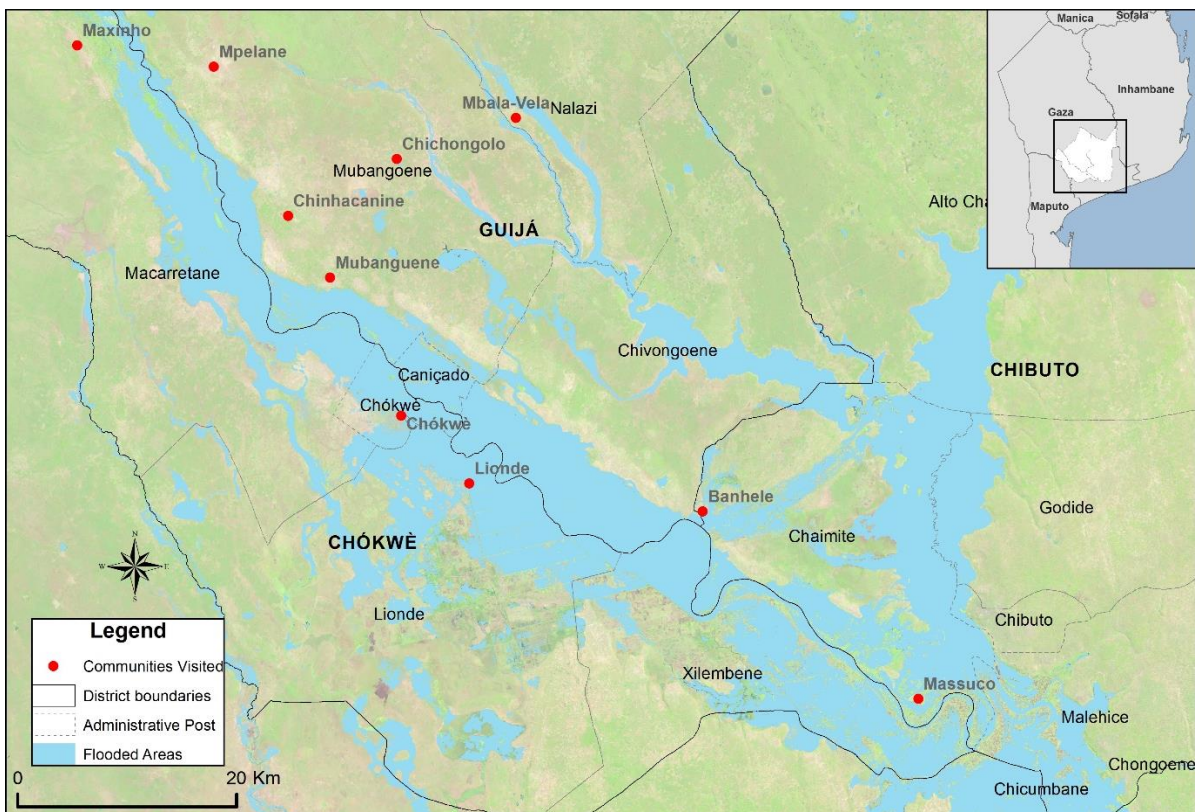 Maxinho
Mpelane
Mbala-Vela
Nalazi
Chichongolo
Mubangoene
Chinhacanine
GUIJÁ
Mubanguene
Macarretane
Alto Cha
Chivongoene
CHIBUTO
Caniçado
Chókwè
Chókwè
Lionde
Banhele
Godide
Chaimite
CHÓKWÈ
Lionde
Chibuto
Xilembene
Massuco
Malehice
Chongoene
Chicumbane
Manica
Sofala
Inhambane
Gaza
Maputo
N
W
E
S
Legend
Communities Visited
District boundaries
Administrative Post
Flooded Areas
0 20 Km